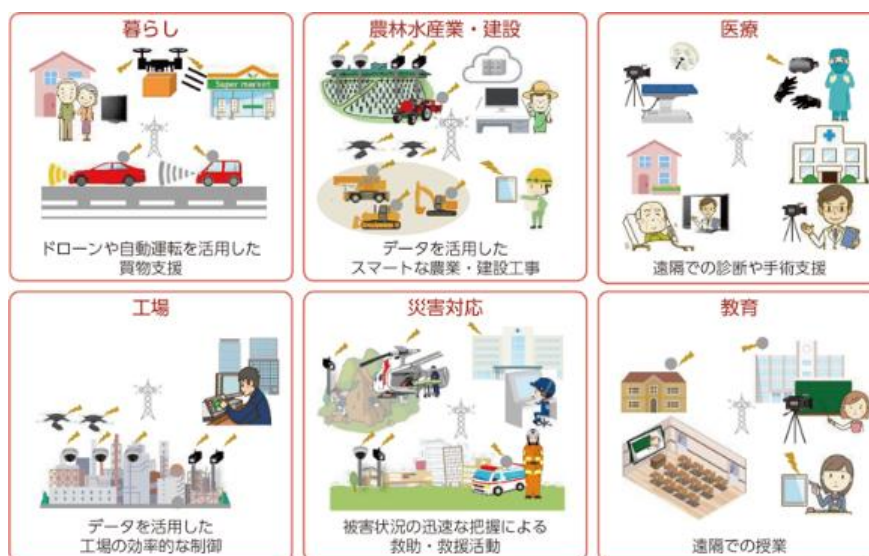 暮らし
Super market
ドローンや自動運転を活用した
買物支援
農林水産業・建設
データを活用した
スマートな農業・建設工事
医療
遠隔での診断や手術支援
工場
データを活用した
工場の効率的な制御
災害対応
被害状況の迅速な把握による
救助・救援活動
教育
遠隔での授業